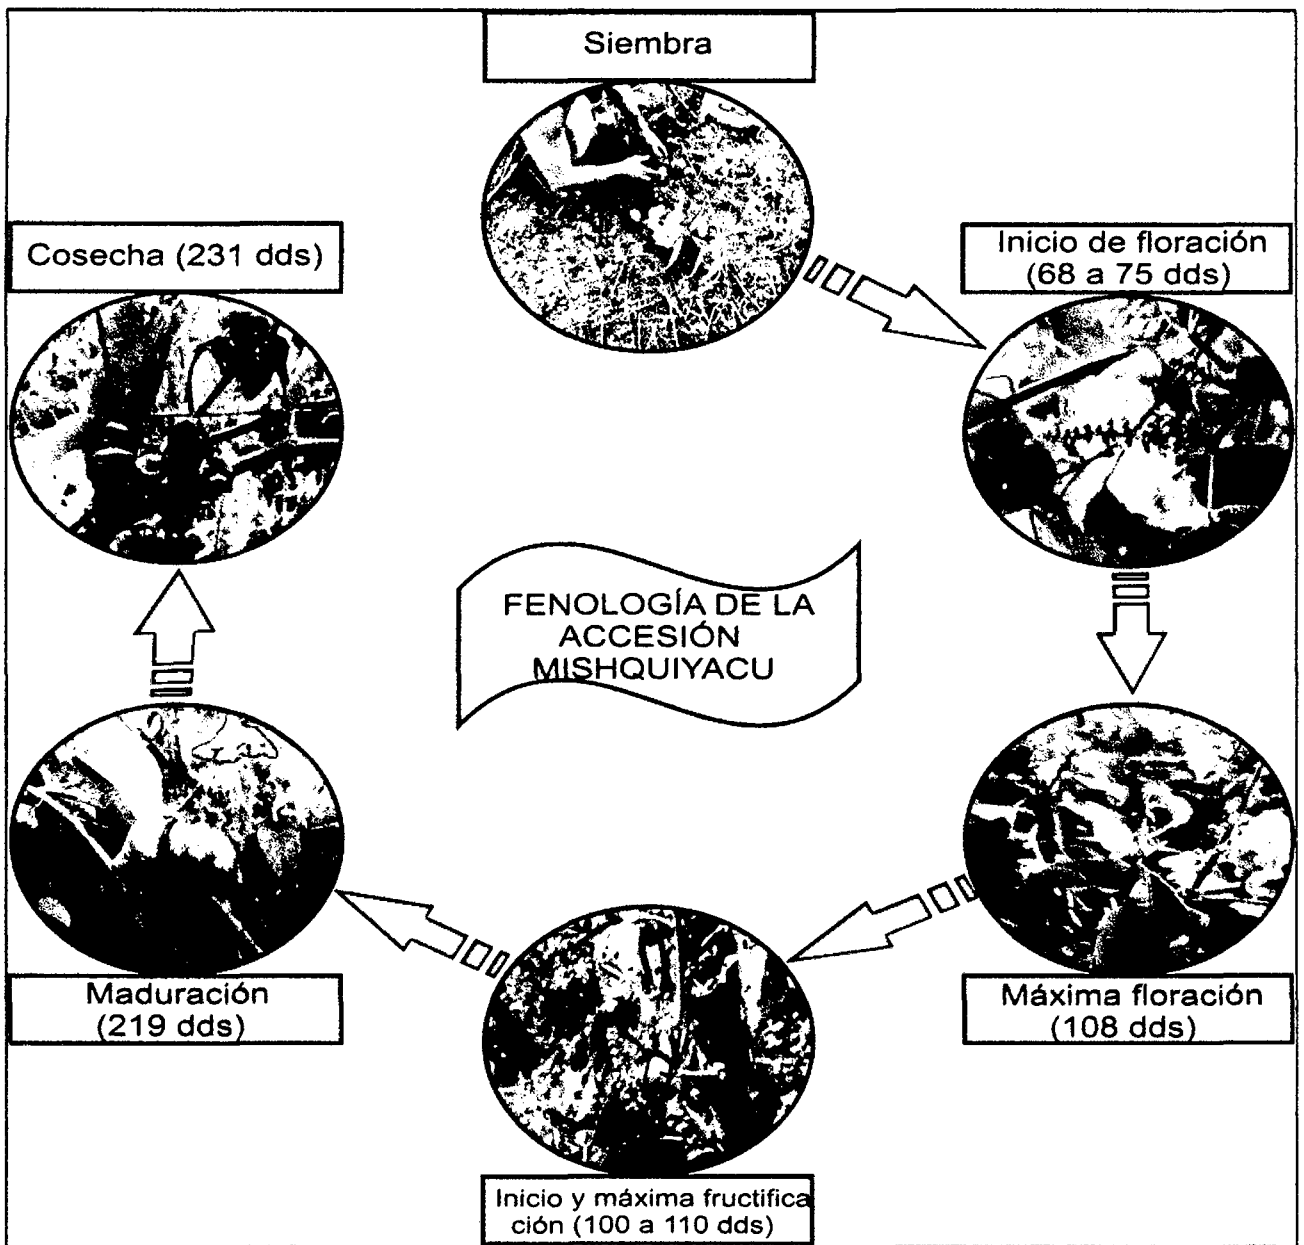 Siembra
Cosecha (231 dds)
Inicio de floración
(68 a 75 dds)
FENOLOGÍA DE LA
ACCESIÓN
MISHQUIYACU
Maduración
(219 dds)
Máxima floración
(108 dds)
Inicio y máxima fructifica
ción (100 a 110 dds)